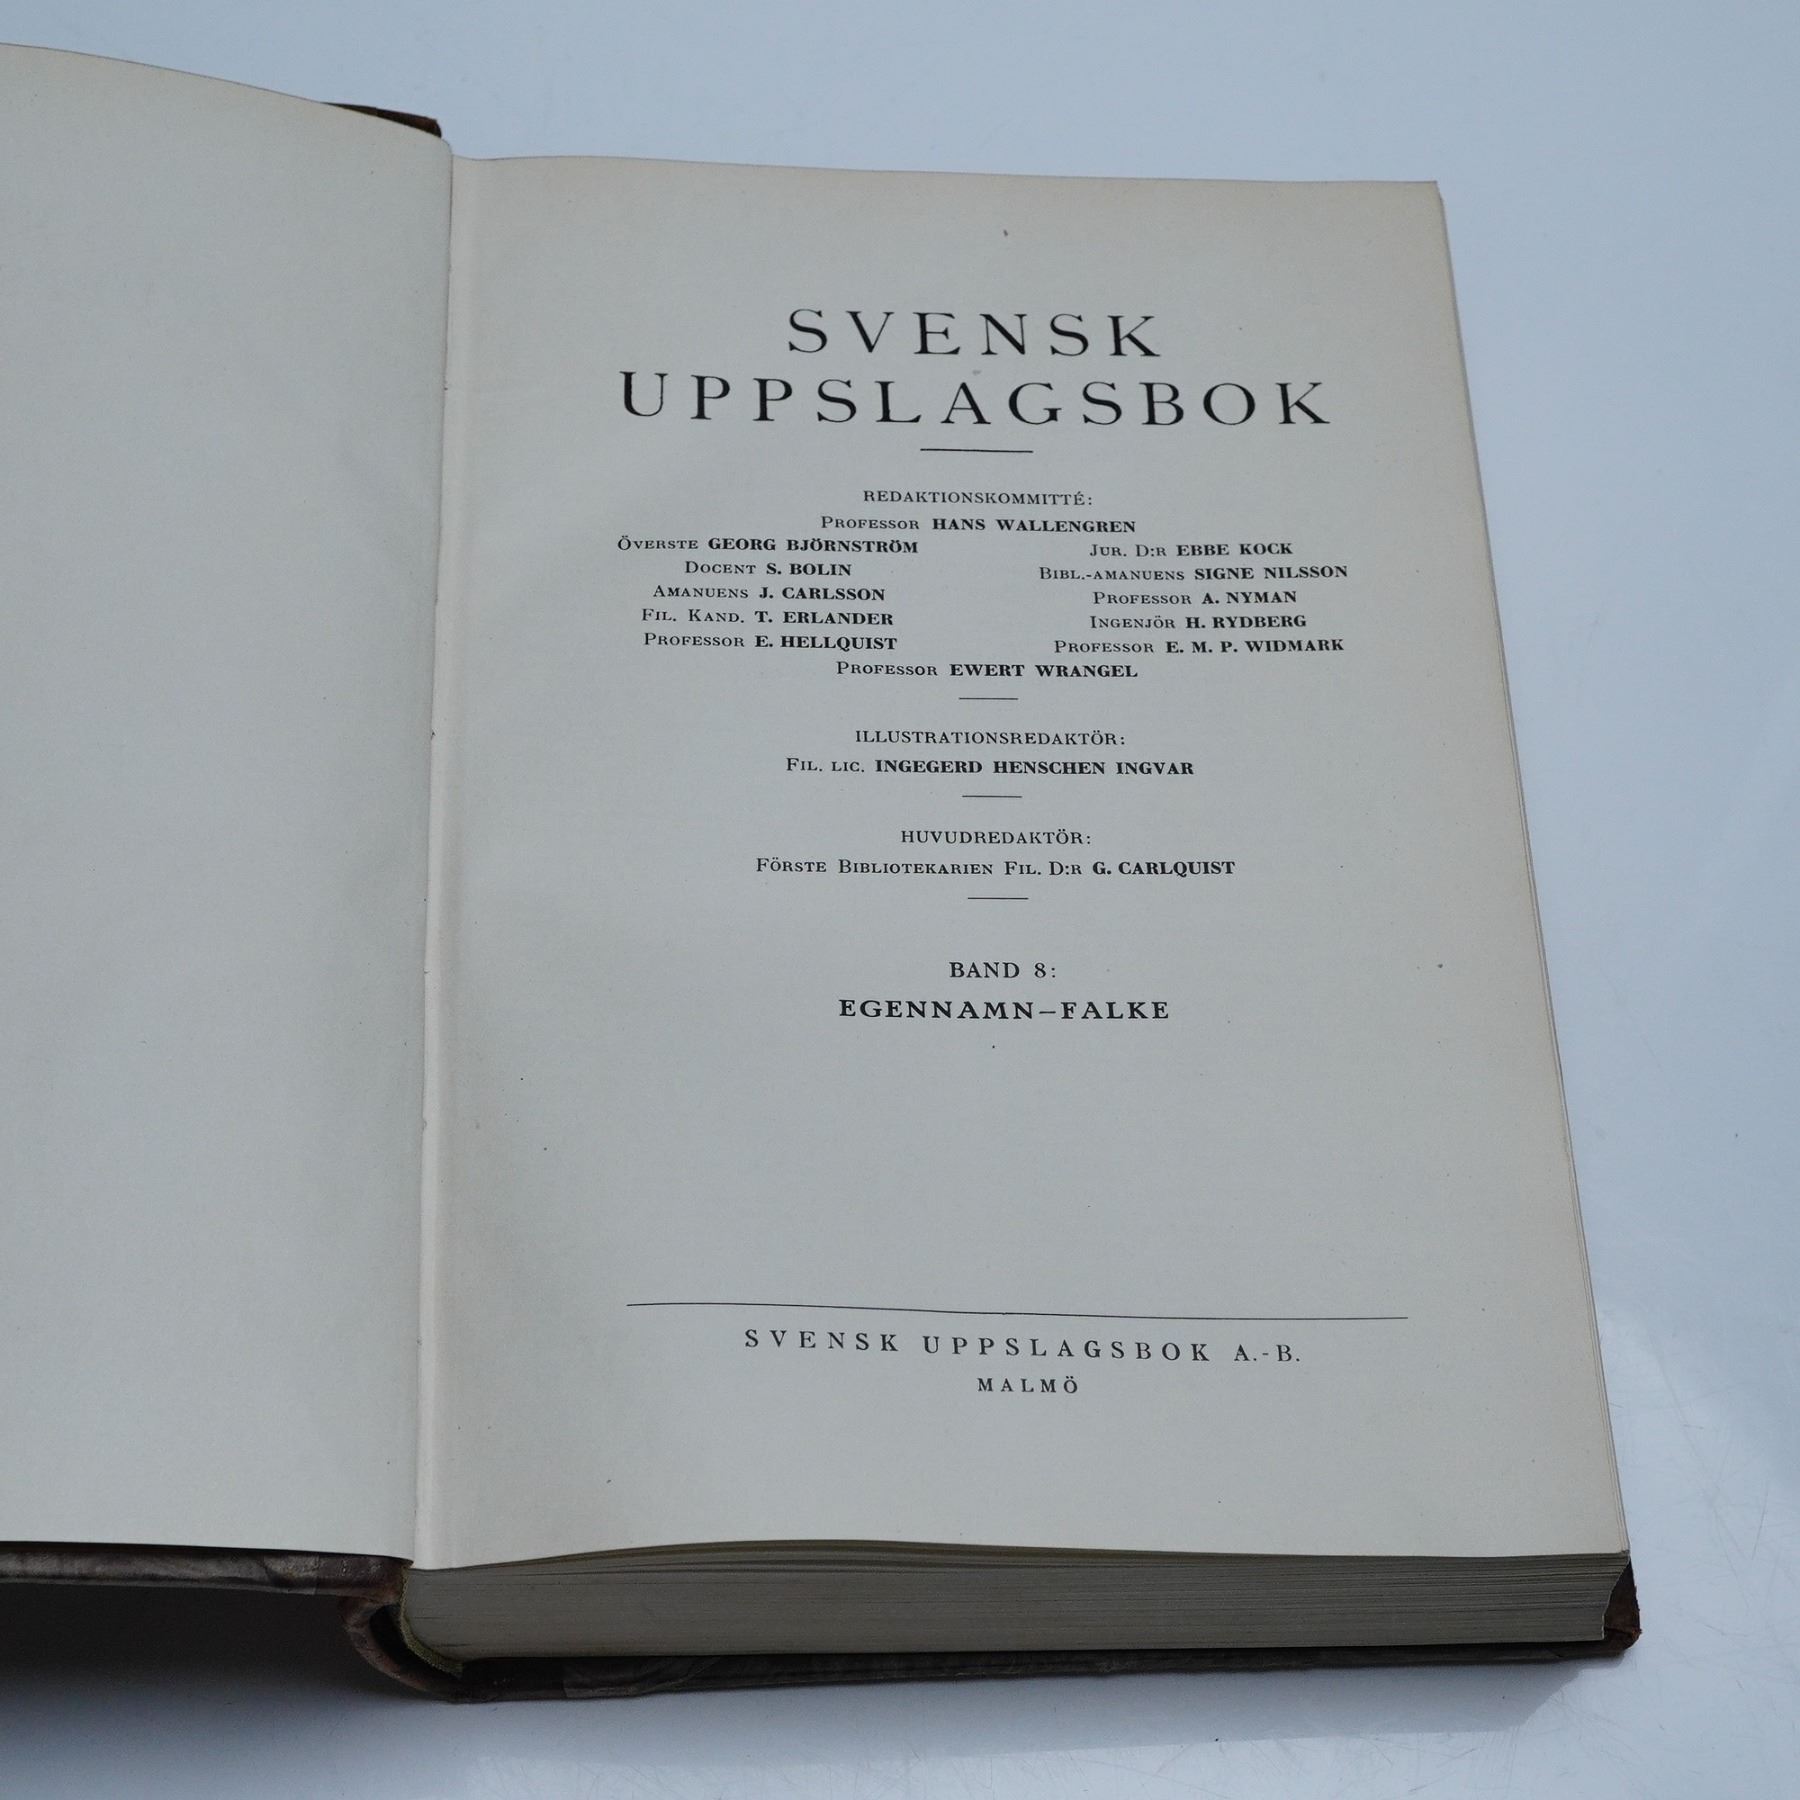 SVENSK
UPPSLAGSBOK
REDAKTIONSKOMMITTÉ:
PROFESSOR HANS WALLENGREN
ÖVERSTE GEORG BJÖRNSTRÖM
DOCENT S. BOLIN
AMANUENS J. CARLSSON
FIL. KAND. T. ERLANDER
PROFESSOR E. HELLQUIST
JUR. D:R EBBE KOCK
BIBL.-AMANUENS SIGNE NILSSON
PROFESSOR A. NYMAN
INGENJÖR H. RYDBERG
PROFESSOR E. M. P. WIDMARK
PROFESSOR EWERT WRANGEL
ILLUSTRATIONSREDAKTÖR:
FIL. LIC. INGEGERD HENSCHEN INGVAR
HUVUDREDAKTÖR:
FÖRSTE BIBLIOTEKARIEN FIL. D:R G. CARLQUIST
BAND 8:
EGENNAMN–FALKE
SVENSK UPPSLAGSBOK A.-B.
MALMÖ